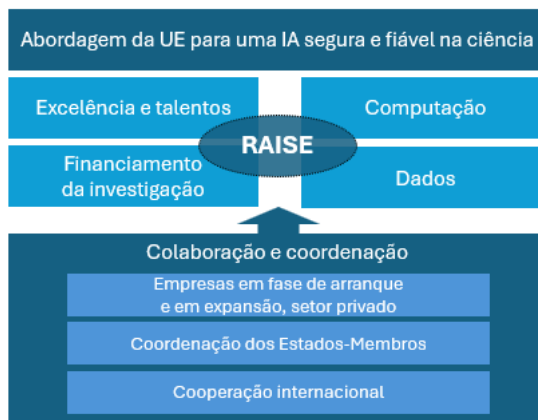 Abordagem da UE para uma IA segura e fiável na ciência
Excelência e talentos
Computação
RAISE
Financiamento
da investigação
Dados
Colaboração e coordenação
Empresas em fase de arranque
e em expansão, setor privado
Coordenação dos Estados-Membros
Cooperação internacional